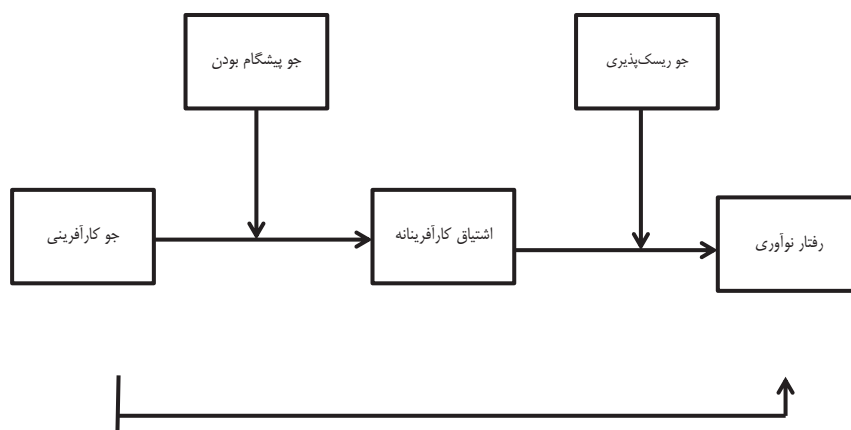 جو پیشگام بودن
جو ریسک‌پذیری
جو کارآفرینی
اشتیاق کارآفرینانه
رفتار نوآوری